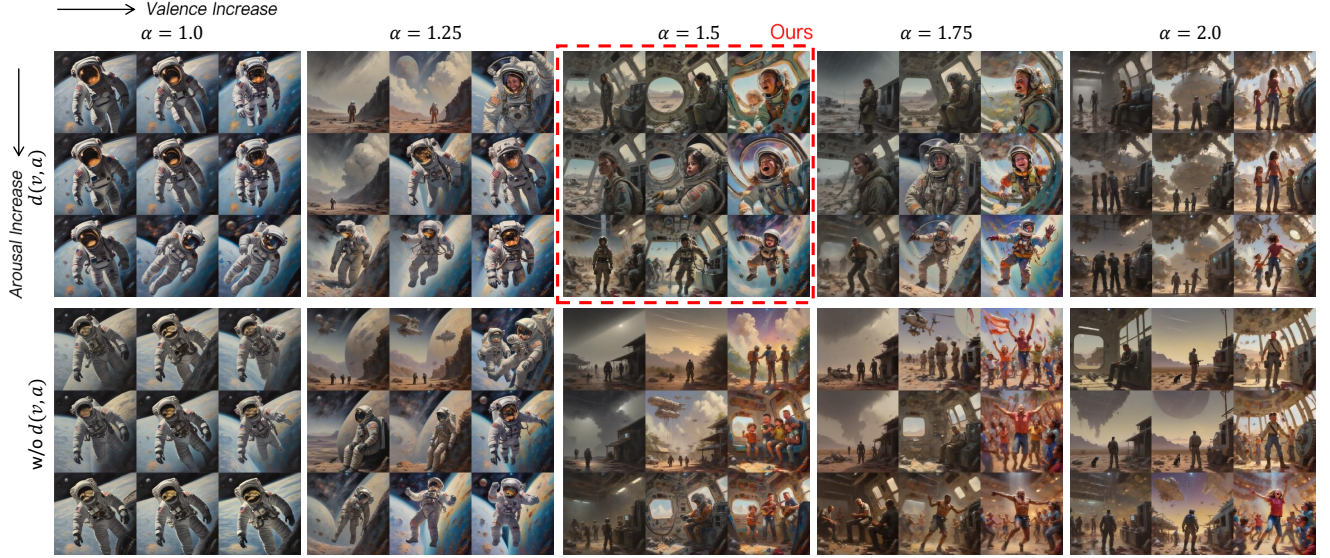 Valence Increase
α = 1.0
α = 1.25
α = 1.5
Ours
α = 1.75
α = 2.0
Arousal Increase
d(v, a)
w/o d(v, a)